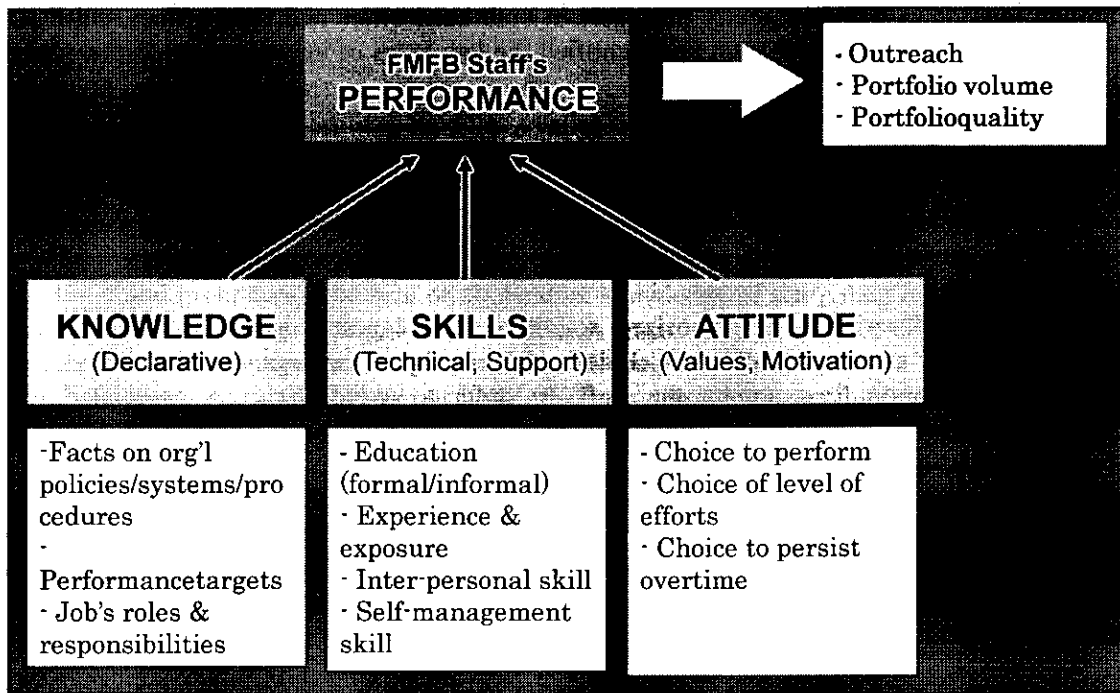 FMFB Staff's
PERFORMANCE
- Outreach
- Portfolio volume
- Portfolioquality
KNOWLEDGE
(Declarative)
SKILLS
(Technical, Support)
ATTITUDE
(Values, Motivation)
-Facts on org'l
policies/systems/pro
cedures
-
Performancetargets
- Job's roles &
responsibilities
- Education
(formal/informal)
- Experience &
exposure
- Inter-personal skill
- Self-management
skill
- Choice to perform
- Choice of level of
efforts
- Choice to persist
overtime